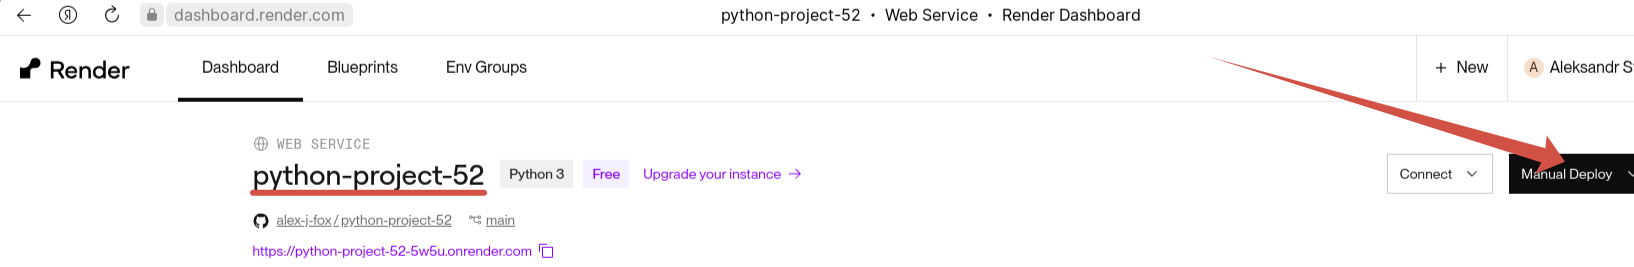 dashboard.render.com python-project-52 • Web Service • Render Dashboard
Render Dashboard Blueprints Env Groups + New A Aleksandr S
WEB SERVICE
python-project-52 Python 3 Free Upgrade your instance → Connect Manual Deploy
alex-j-fox / python-project-52 main
https://python-project-52-5w5u.onrender.com